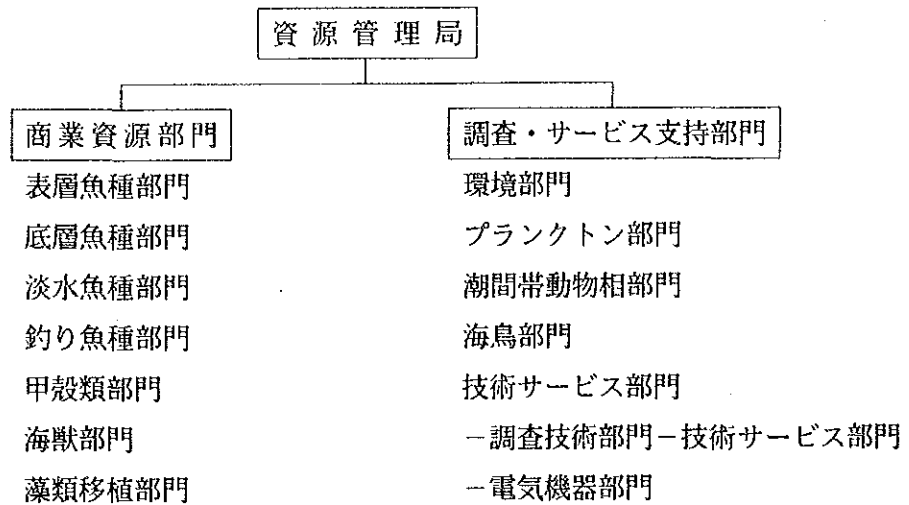 資源管理局
商業資源部門
表層魚種部門
底層魚種部門
淡水魚種部門
釣り魚種部門
甲殻類部門
海獣部門
藻類移植部門
調査・サービス支持部門
環境部門
プランクトン部門
潮間帯動物相部門
海鳥部門
技術サービス部門
－調査技術部門－技術サービス部門
－電気機器部門